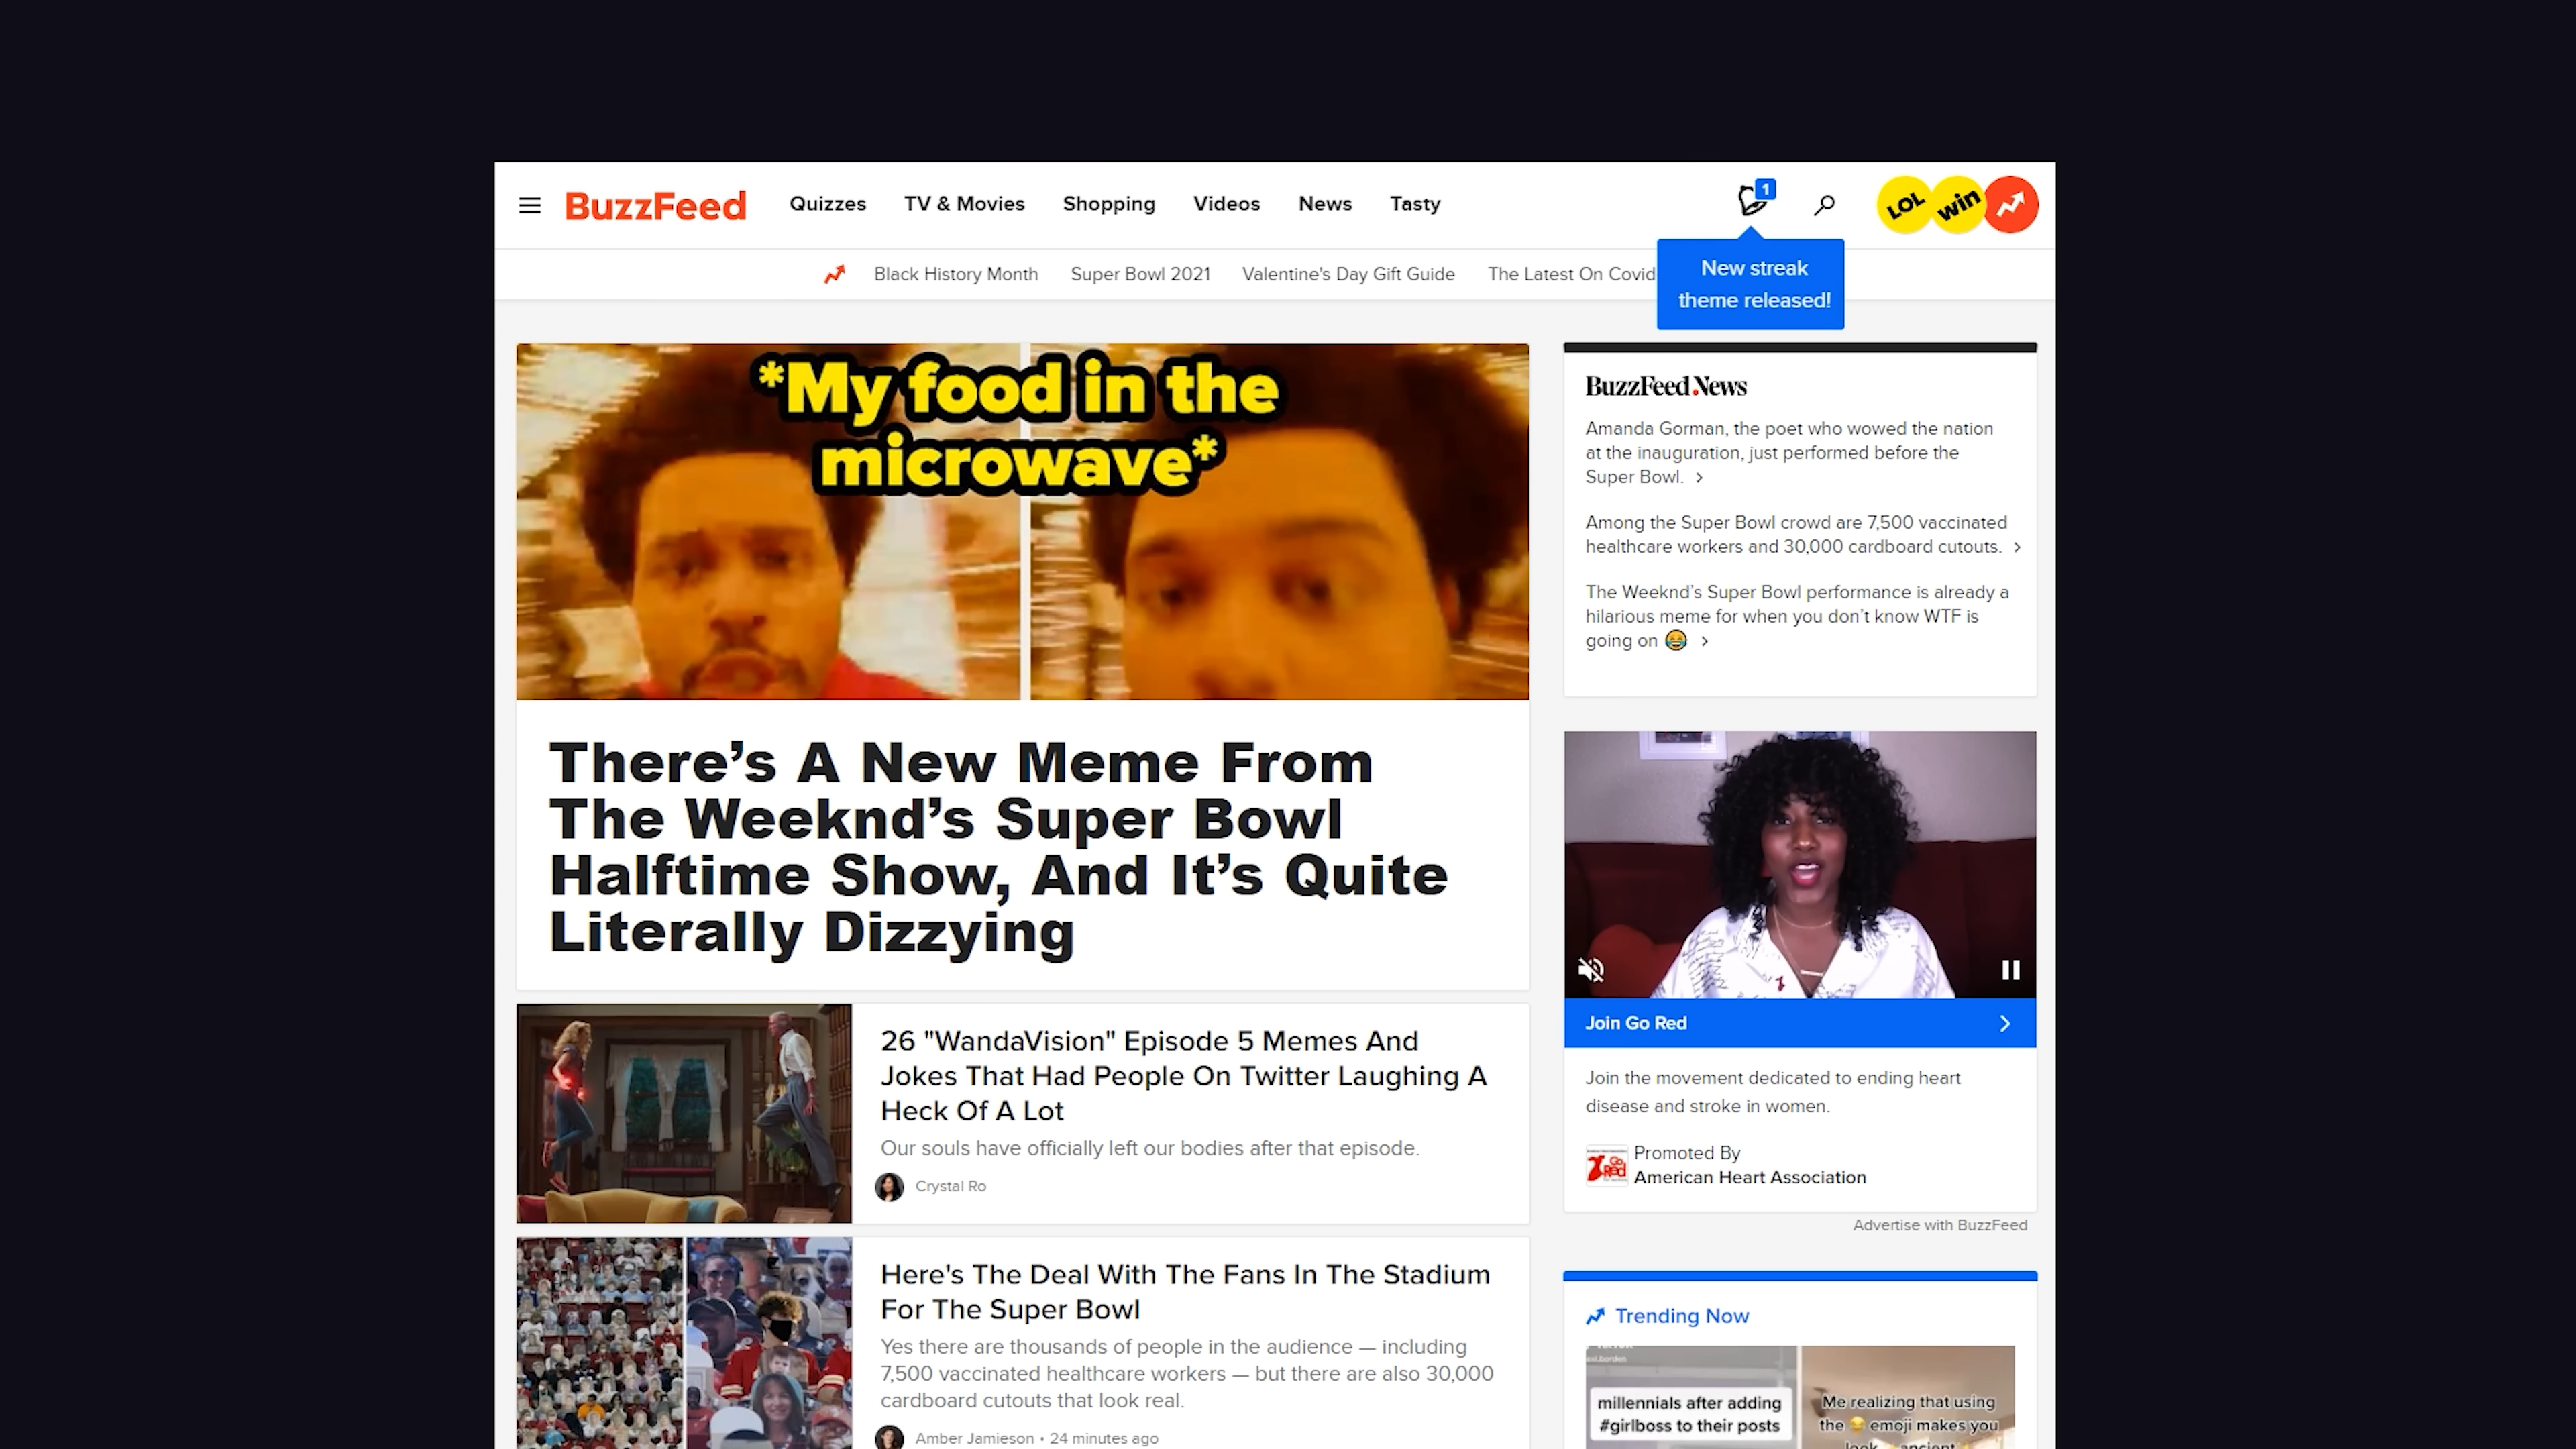 BuzzFeed
Quizzes
TV & Movies
Shopping
Videos
News
Tasty
1
LOL
win
Black History Month
Super Bowl 2021
Valentine's Day Gift Guide
The Latest On Covid
New streak
theme released!
*My food in the
microwave*
There’s A New Meme From
The Weeknd’s Super Bowl
Halftime Show, And It’s Quite
Literally Dizzying
26 "WandaVision" Episode 5 Memes And
Jokes That Had People On Twitter Laughing A
Heck Of A Lot
Our souls have officially left our bodies after that episode.
Crystal Ro
Here's The Deal With The Fans In The Stadium
For The Super Bowl
Yes there are thousands of people in the audience — including
7,500 vaccinated healthcare workers — but there are also 30,000
cardboard cutouts that look real.
Amber Jamieson • 24 minutes ago
BuzzFeed News
Amanda Gorman, the poet who wowed the nation
at the inauguration, just performed before the
Super Bowl. >
Among the Super Bowl crowd are 7,500 vaccinated
healthcare workers and 30,000 cardboard cutouts. >
The Weeknd’s Super Bowl performance is already a
hilarious meme for when you don’t know WTF is
going on 😂 >
Join Go Red
Join the movement dedicated to ending heart
disease and stroke in women.
Go Red
Promoted By
American Heart Association
Advertise with BuzzFeed
Trending Now
millennials after adding
#girlboss to their posts
Me realizing that using
the 😂 emoji makes you
look ancient